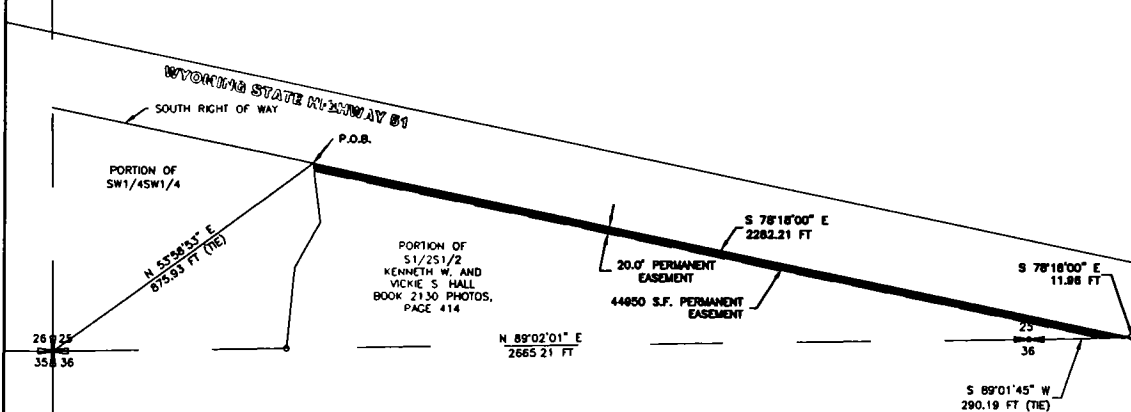 WYOMING STATE HIGHWAY 51
SOUTH RIGHT OF WAY
P.O.B.
PORTION OF
SW1/4SW1/4
N 53°58'53" E
875.93 FT (TIE)
PORTION OF
S1/2S1/2
KENNETH W. AND
VICKIE S HALL
BOOK 2130 PHOTOS,
PAGE 414
20.0' PERMANENT
EASEMENT
44950 S.F. PERMANENT
EASEMENT
S 78°18'00" E
2282.21 FT
S 78°18'00" E
11.98 FT
26 25
35 36
N 89°02'01" E
2665 21 FT
25
36
S 89°01'45" W
290.19 FT (TIE)